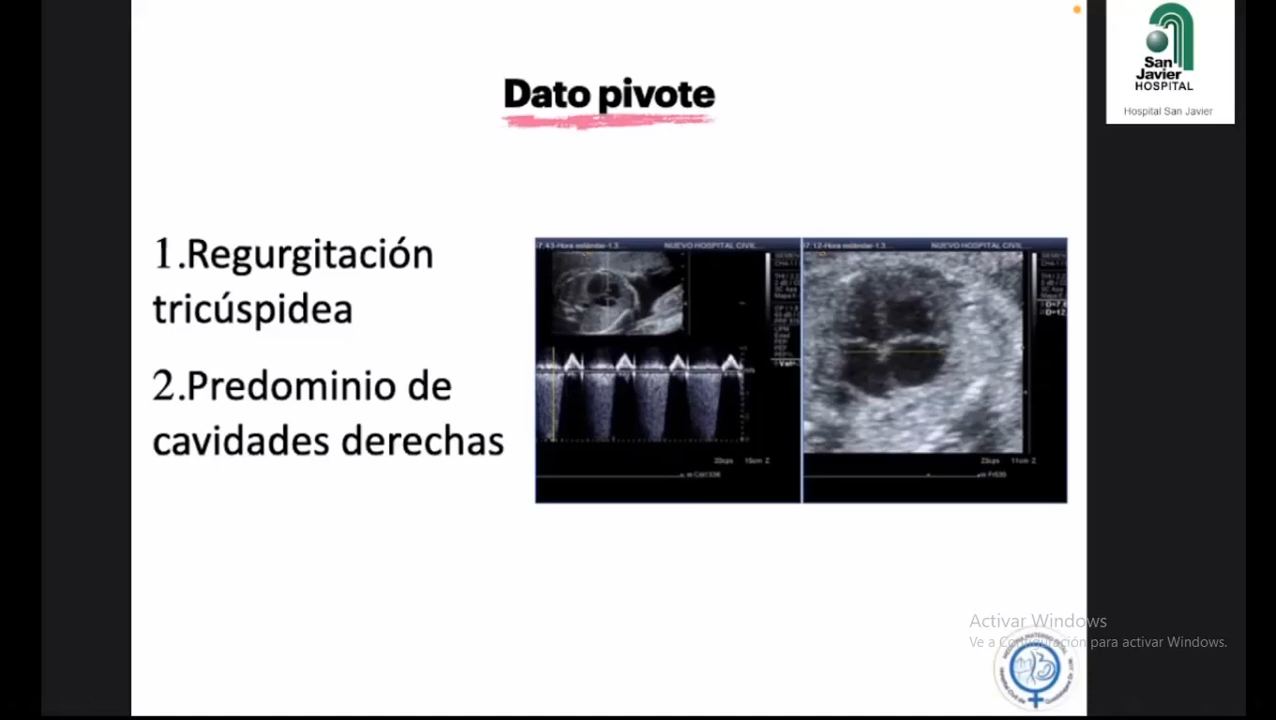 San
Javier
HOSPITAL
Hospital San Javier
Dato pivote
1.Regurgitación
tricúspidea
2.Predominio de
cavidades derechas
NUEVO HOSPITAL CIVIL
NUEVO HOSPITAL CIVIL
Activar Windows
Ve a Configuración para activar Windows.